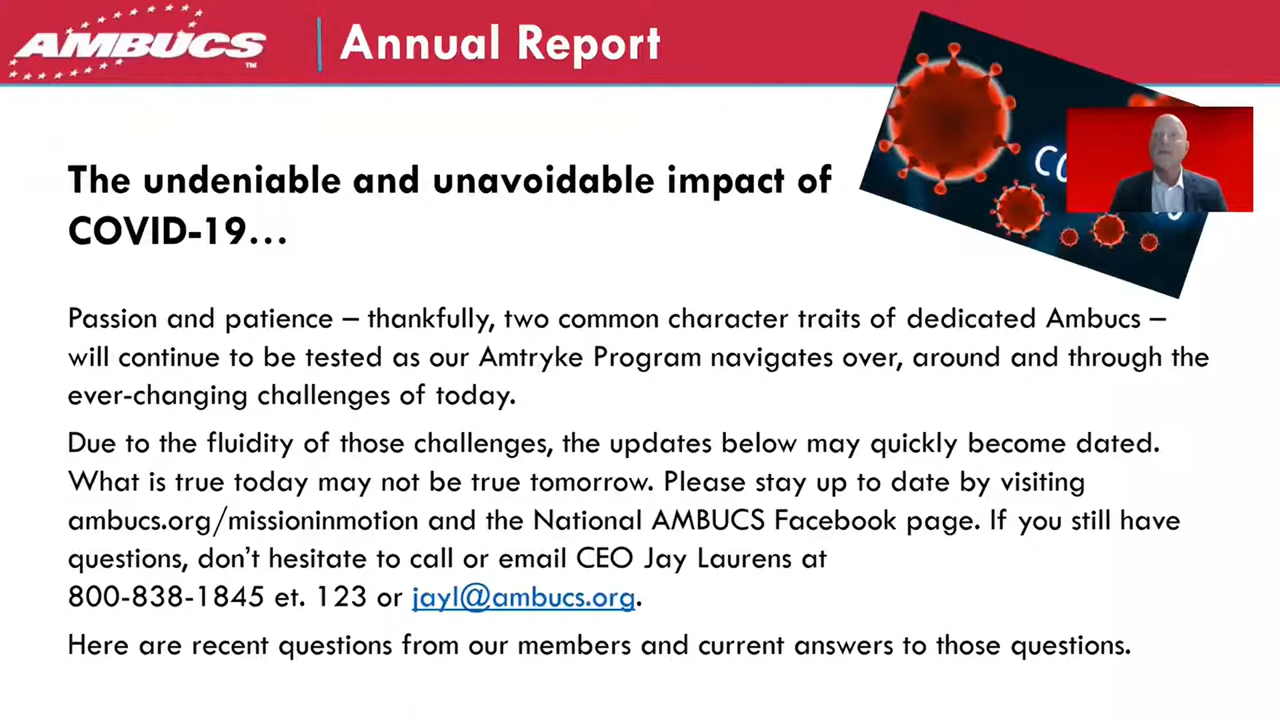 AMBUCS TM
Annual Report
The undeniable and unavoidable impact of
COVID-19...
Passion and patience – thankfully, two common character traits of dedicated Ambucs –
will continue to be tested as our Amtryke Program navigates over, around and through the
ever-changing challenges of today.
Due to the fluidity of those challenges, the updates below may quickly become dated.
What is true today may not be true tomorrow. Please stay up to date by visiting
ambucs.org/missioninmotion and the National AMBUCS Facebook page. If you still have
questions, don't hesitate to call or email CEO Jay Laurens at
800-838-1845 et. 123 or jayl@ambucs.org.
Here are recent questions from our members and current answers to those questions.